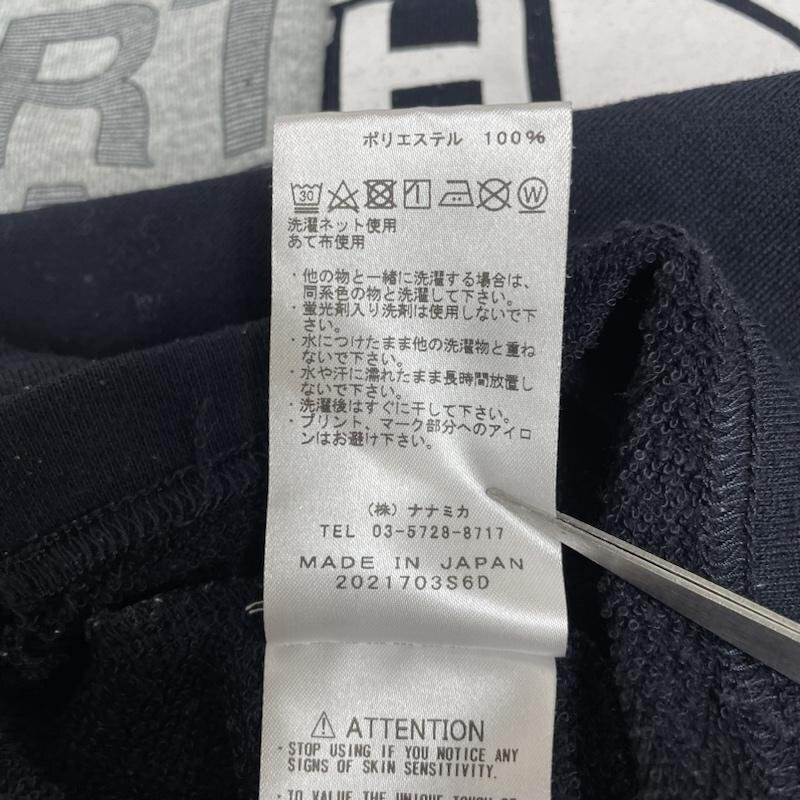 RT
H
ポリエステル 100%
30 W
洗濯ネット使用
あて布使用
・他の物と一緒に洗濯する場合は、
同系色の物と洗濯して下さい。
・蛍光剤入り洗剤は使用しないで下
さい。
・水につけたまま他の洗濯物と重ね
ないで下さい。
・水や汗に濡れたまま長時間放置し
ないで下さい。
・洗濯後はすぐに干して下さい。
・プリント、マーク部分へのアイロ
ンはお避け下さい。
(株)ナナミカ
TEL 03-5728-8717
MADE IN JAPAN
2021703S6D
⚠ ATTENTION
・STOP USING IF YOU NOTICE ANY
SIGNS OF SKIN SENSITIVITY.
・TO VALUE THE UNIQUE TOUCH OF